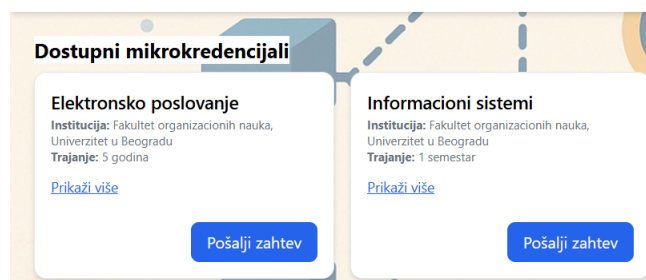 Dostupni mikrokredencijali
Elektronsko poslovanje
Institucija: Fakultet organizacionih nauka,
Univerzitet u Beogradu
Trajanje: 5 godina
Prikaži više
Pošalji zahtev
Informacioni sistemi
Institucija: Fakultet organizacionih nauka,
Univerzitet u Beogradu
Trajanje: 1 semestar
Prikaži više
Pošalji zahtev